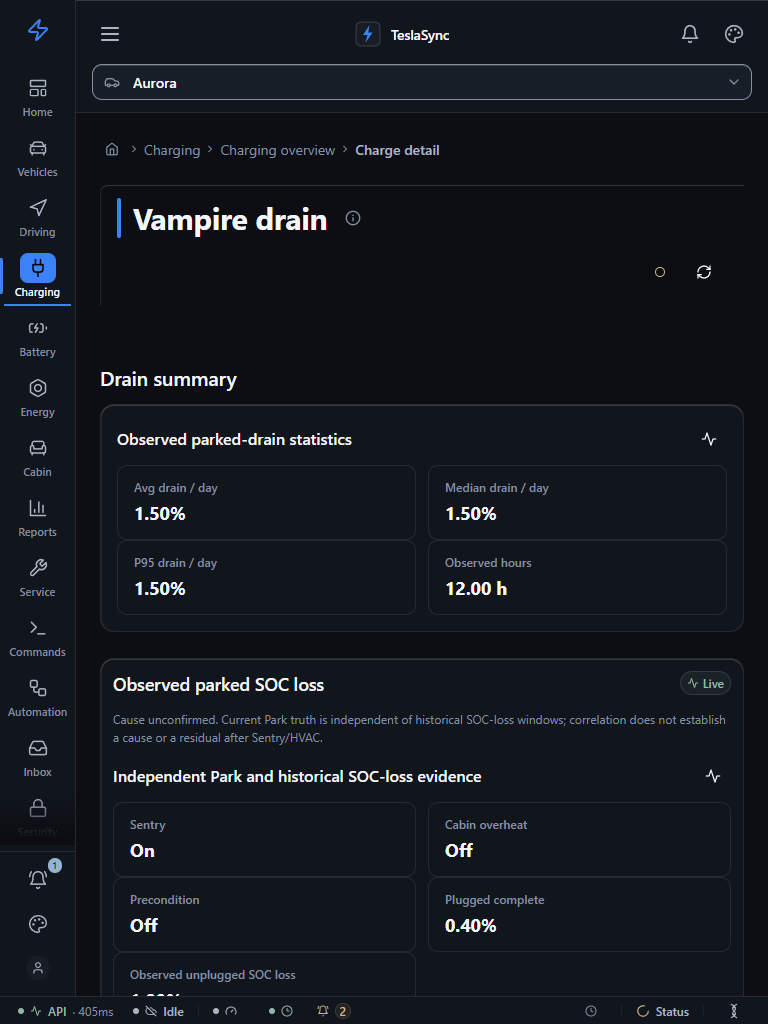 TeslaSync
Aurora
Home
Vehicles
Driving
Charging
Battery
Energy
Cabin
Reports
Service
Commands
Automation
Inbox
Security
1
Charging > Charging overview > Charge detail
Vampire drain
Drain summary
Observed parked-drain statistics
Avg drain / day
1.50%
Median drain / day
1.50%
P95 drain / day
1.50%
Observed hours
12.00 h
Observed parked SOC loss
Live
Cause unconfirmed. Current Park truth is independent of historical SOC-loss windows; correlation does not establish
a cause or a residual after Sentry/HVAC.
Independent Park and historical SOC-loss evidence
Sentry
On
Cabin overheat
Off
Precondition
Off
Plugged complete
0.40%
Observed unplugged SOC loss
API · 405ms
Idle
2
Status